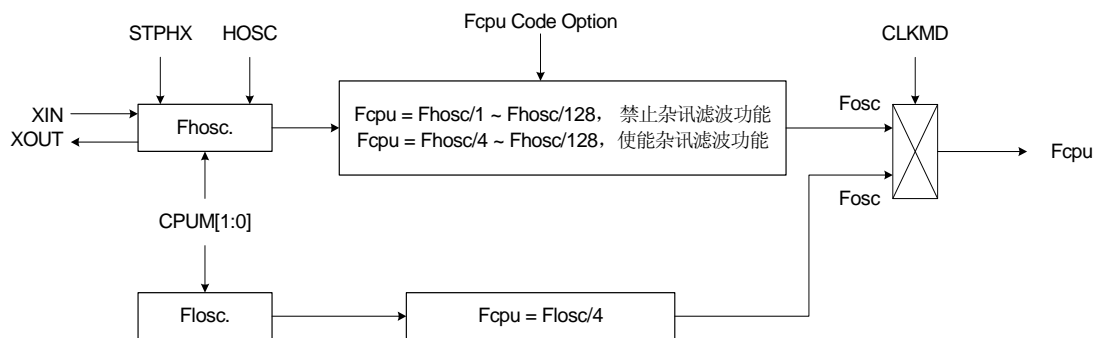 Fcpu Code Option
STPHX
HOSC
CLKMD
XIN
XOUT
Fhosc.
Fcpu = Fhosc/1 ~ Fhosc/128，禁止杂讯滤波功能
Fcpu = Fhosc/4 ~ Fhosc/128，使能杂讯滤波功能
Fosc
Fcpu
Fosc
CPUM[1:0]
Flosc.
Fcpu = Flosc/4